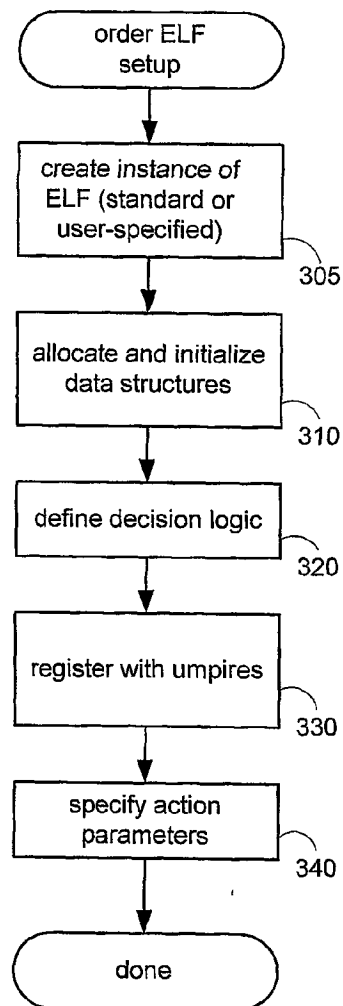 order ELF
setup
create instance of
ELF (standard or
user-specified)
305
allocate and initialize
data structures
310
define decision logic
320
register with umpires
330
specify action
parameters
340
done